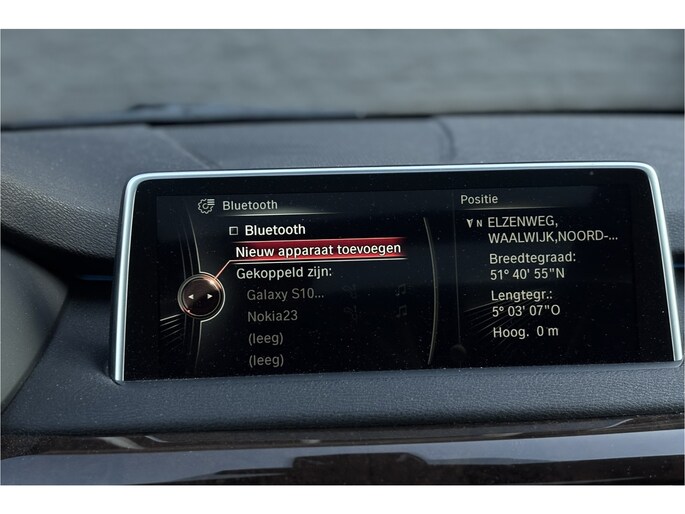 Bluetooth
Bluetooth
Nieuw apparaat toevoegen
Gekoppeld zijn:
Galaxy S10...
Nokia23
(leeg)
(leeg)
Positie
N ELZENWEG,
WAALWIJK,NOORD-...
Breedtegraad:
51° 40' 55"N
Lengtegr.:
5° 03' 07"O
Hoog. 0 m